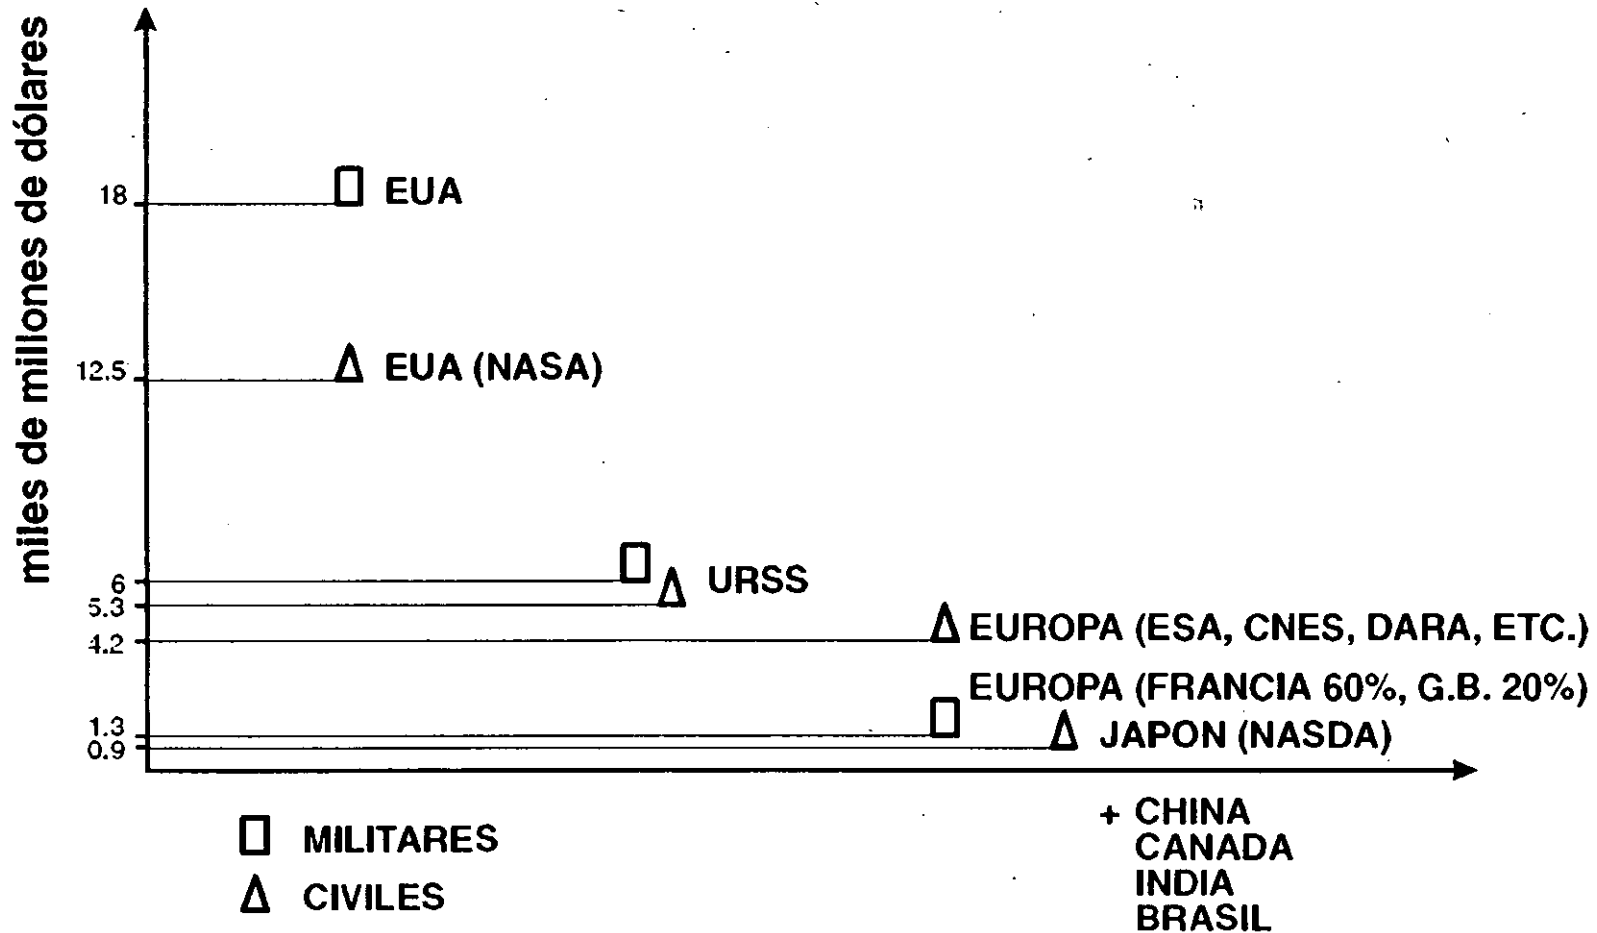 miles de millones de dólares
18
EUA
12.5
EUA (NASA)
6
URSS
5.3
4.2
EUROPA (ESA, CNES, DARA, ETC.)
EUROPA (FRANCIA 60%, G.B. 20%)
1.3
JAPON (NASDA)
0.9
MILITARES
CIVILES
+ CHINA
CANADA
INDIA
BRASIL